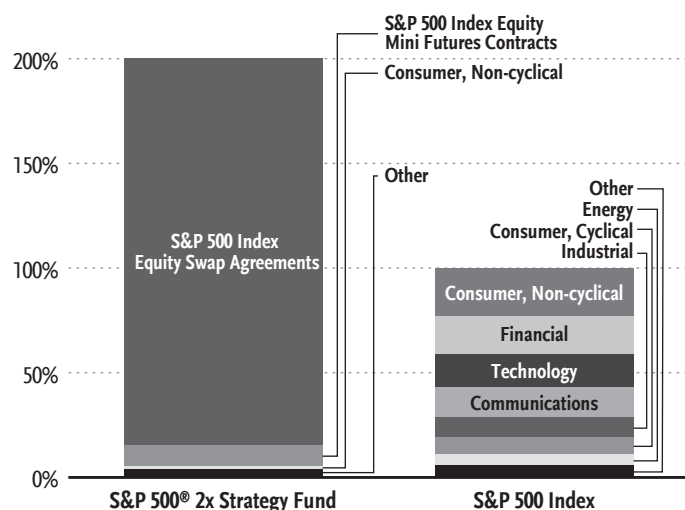 S&P 500 Index Equity
Mini Futures Contracts
200%
Consumer, Non-cyclical
150%
Other
Other
Energy
Consumer, Cyclical
Industrial
S&P 500 Index
Equity Swap Agreements
100%
Consumer, Non-cyclical
Financial
50%
Technology
Communications
0%
S&P 500® 2x Strategy Fund
S&P 500 Index